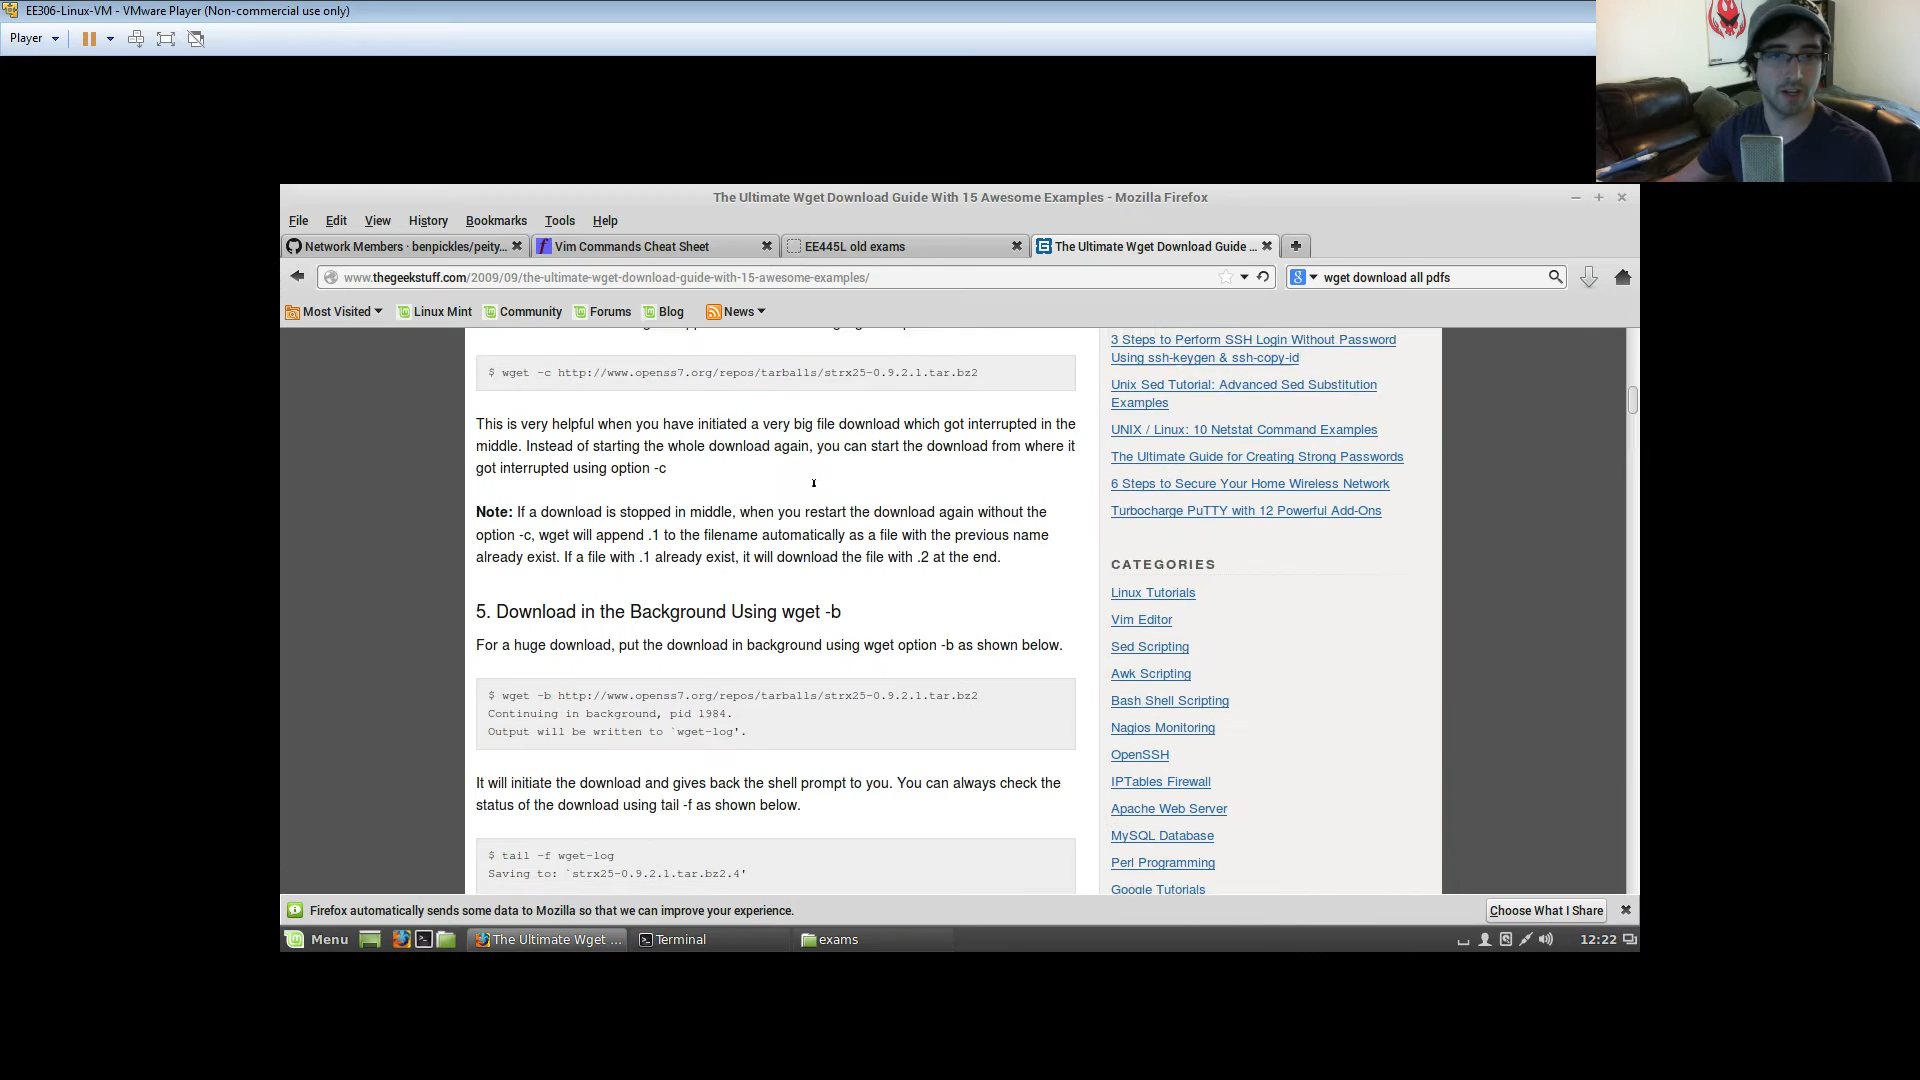 EE306-Linux-VM - VMware Player (Non-commercial use only)
Player
The Ultimate Wget Download Guide With 15 Awesome Examples - Mozilla Firefox
File Edit View History Bookmarks Tools Help
Network Members · benpickles/peity... Vim Commands Cheat Sheet EE445L old exams The Ultimate Wget Download Guide ...
www.thegeekstuff.com/2009/09/the-ultimate-wget-download-guide-with-15-awesome-examples/ wget download all pdfs
Most Visited Linux Mint Community Forums Blog News
$ wget -c http://www.openss7.org/repos/tarballs/strx25-0.9.2.1.tar.bz2
This is very helpful when you have initiated a very big file download which got interrupted in the
middle. Instead of starting the whole download again, you can start the download from where it
got interrupted using option -c
Note: If a download is stopped in middle, when you restart the download again without the
option -c, wget will append .1 to the filename automatically as a file with the previous name
already exist. If a file with .1 already exist, it will download the file with .2 at the end.
5. Download in the Background Using wget -b
For a huge download, put the download in background using wget option -b as shown below.
$ wget -b http://www.openss7.org/repos/tarballs/strx25-0.9.2.1.tar.bz2
Continuing in background, pid 1984.
Output will be written to `wget-log'.
It will initiate the download and gives back the shell prompt to you. You can always check the
status of the download using tail -f as shown below.
$ tail -f wget-log
Saving to: `strx25-0.9.2.1.tar.bz2.4'
3 Steps to Perform SSH Login Without Password
Using ssh-keygen & ssh-copy-id
Unix Sed Tutorial: Advanced Sed Substitution
Examples
UNIX / Linux: 10 Netstat Command Examples
The Ultimate Guide for Creating Strong Passwords
6 Steps to Secure Your Home Wireless Network
Turbocharge PuTTY with 12 Powerful Add-Ons
CATEGORIES
Linux Tutorials
Vim Editor
Sed Scripting
Awk Scripting
Bash Shell Scripting
Nagios Monitoring
OpenSSH
IPTables Firewall
Apache Web Server
MySQL Database
Perl Programming
Google Tutorials
Firefox automatically sends some data to Mozilla so that we can improve your experience. Choose What I Share
Menu The Ultimate Wget ... Terminal exams 12:22